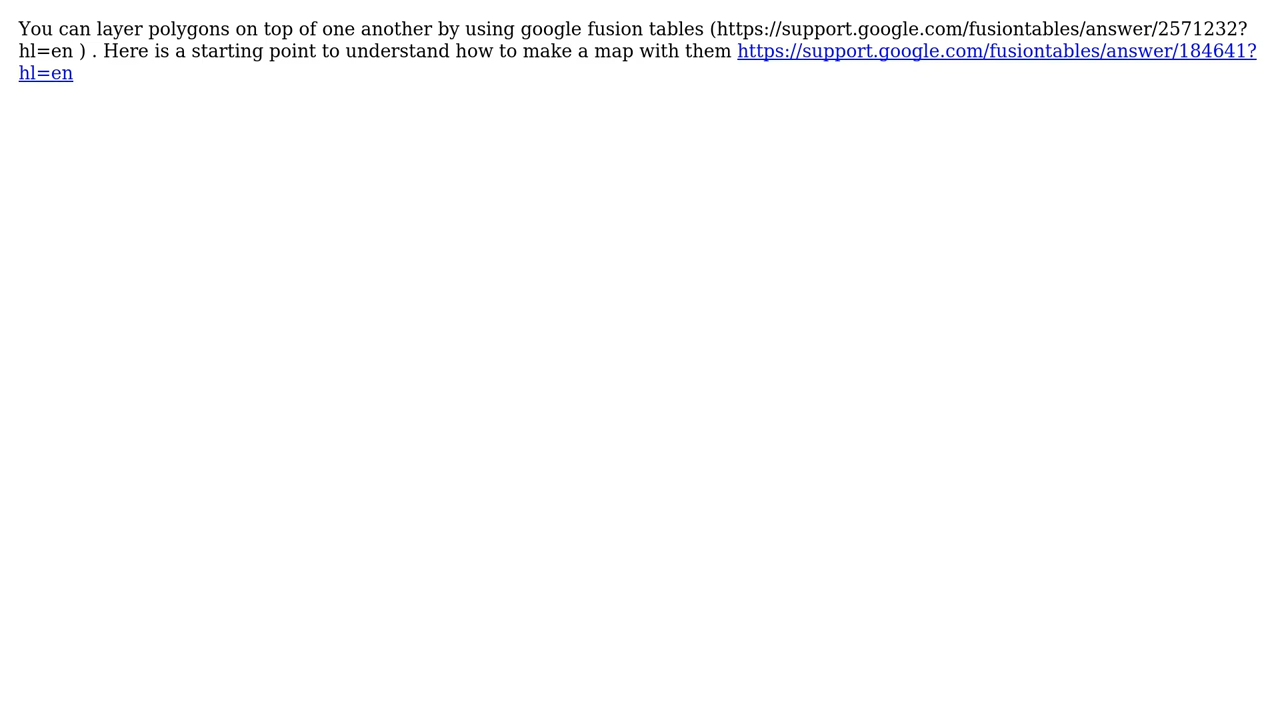 You can layer polygons on top of one another by using google fusion tables (https://support.google.com/fusiontables/answer/2571232?
hl=en ) . Here is a starting point to understand how to make a map with them https://support.google.com/fusiontables/answer/184641?
hl=en